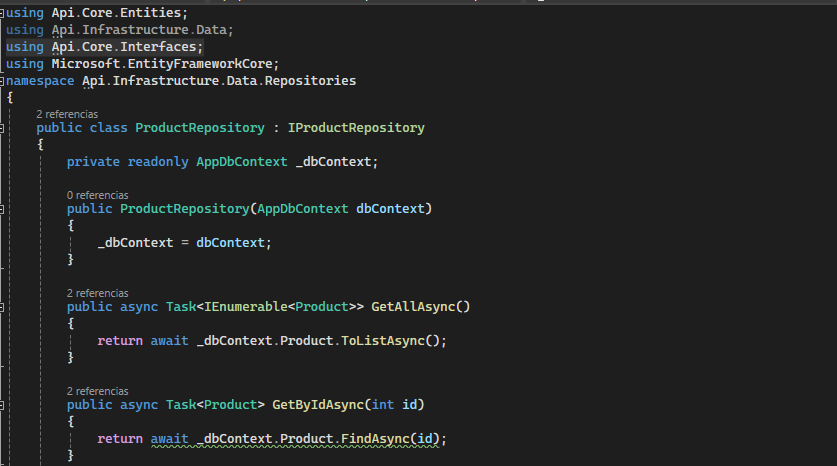 using Api.Core.Entities;
using Api.Infrastructure.Data;
using Api.Core.Interfaces;
using Microsoft.EntityFrameworkCore;
namespace Api.Infrastructure.Data.Repositories
{
2 referencias
public class ProductRepository : IProductRepository
{
private readonly AppDbContext _dbContext;
0 referencias
public ProductRepository(AppDbContext dbContext)
{
_dbContext = dbContext;
}
2 referencias
public async Task<IEnumerable<Product>> GetAllAsync()
{
return await _dbContext.Product.ToListAsync();
}
2 referencias
public async Task<Product> GetByIdAsync(int id)
{
return await _dbContext.Product.FindAsync(id);
}